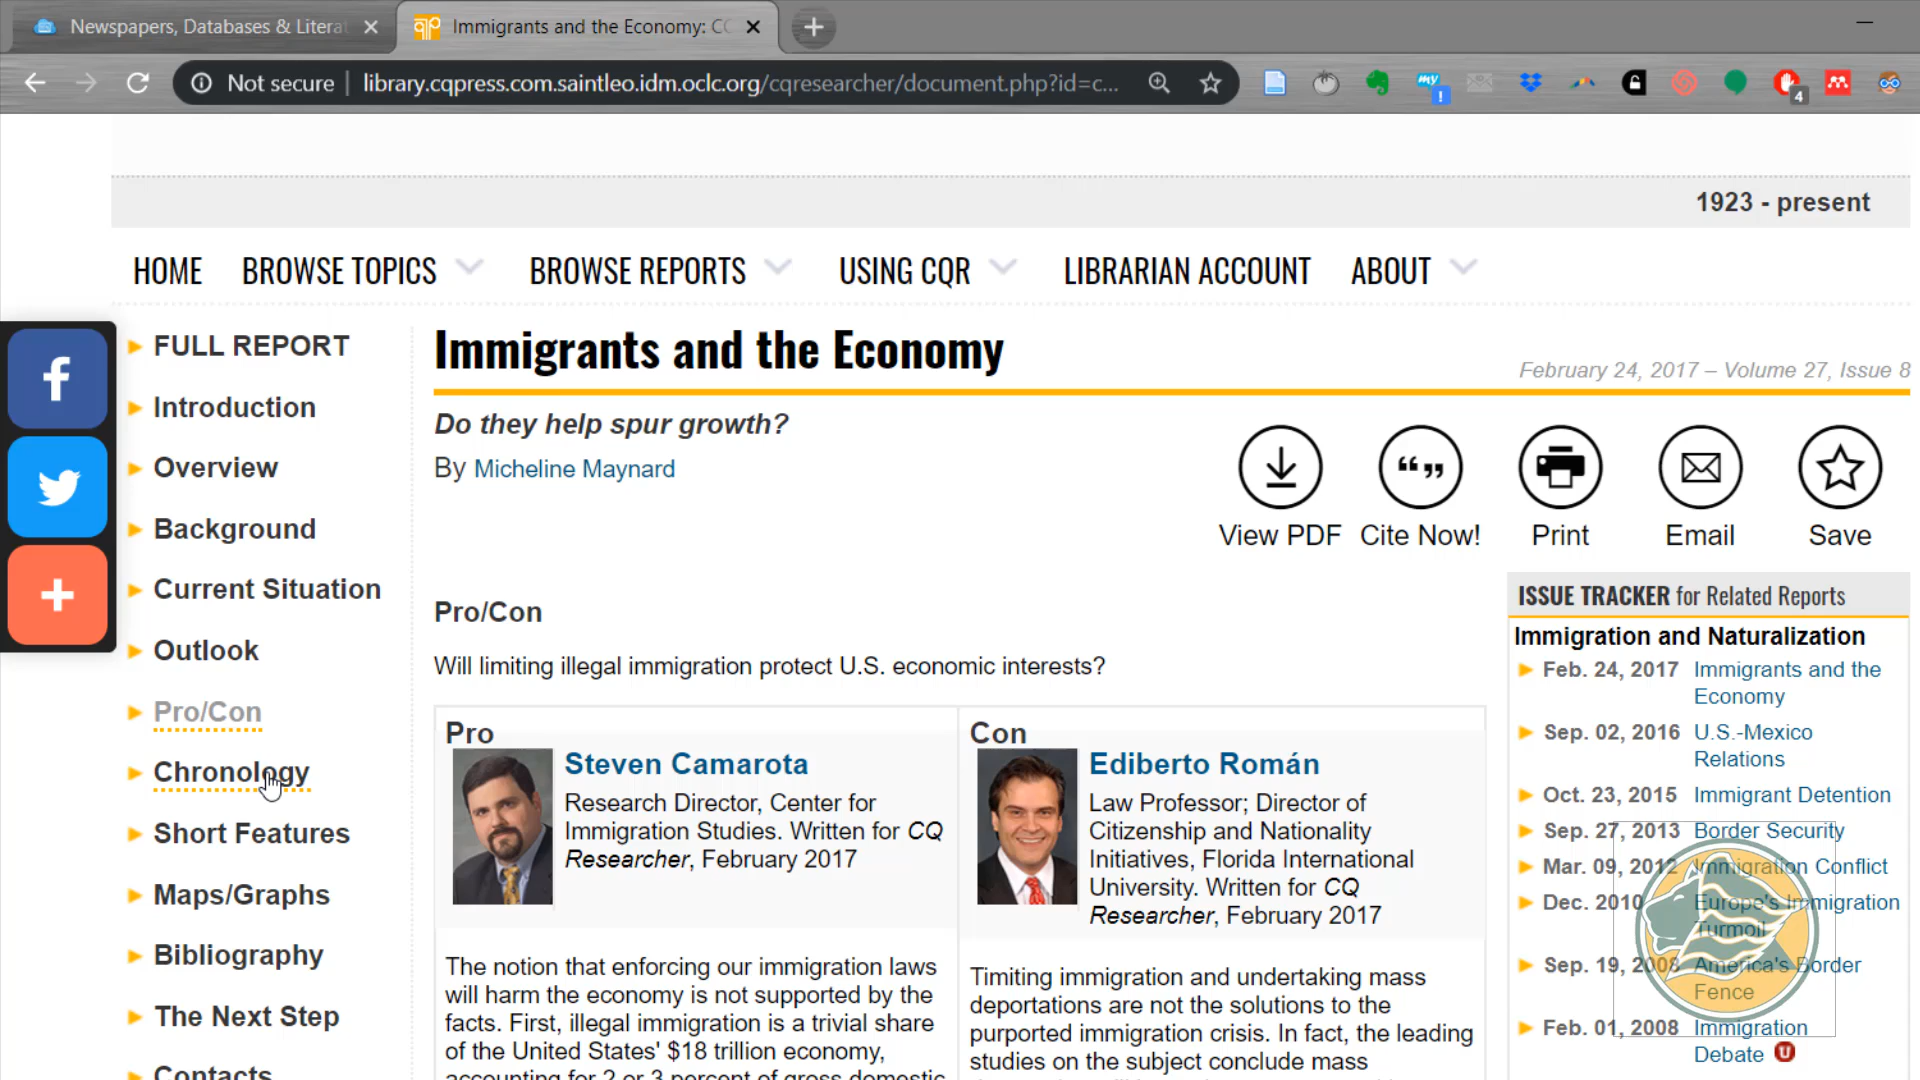 Newspapers, Databases & Litera
Immigrants and the Economy: CC
Not secure
library.cqpress.com.saintleo.idm.oclc.org/cqresearcher/document.php?id=c...
my
!
4
1923 - present
HOME
BROWSE TOPICS
BROWSE REPORTS
USING CQR
LIBRARIAN ACCOUNT
ABOUT
FULL REPORT
Introduction
Overview
Background
Current Situation
Outlook
Pro/Con
Chronology
Short Features
Maps/Graphs
Bibliography
The Next Step
Contacts
Immigrants and the Economy
February 24, 2017 – Volume 27, Issue 8
Do they help spur growth?
By Micheline Maynard
View PDF
Cite Now!
Print
Email
Save
Pro/Con
Will limiting illegal immigration protect U.S. economic interests?
Pro
Steven Camarota
Research Director, Center for
Immigration Studies. Written for CQ
Researcher, February 2017
The notion that enforcing our immigration laws
will harm the economy is not supported by the
facts. First, illegal immigration is a trivial share
of the United States' $18 trillion economy,
accounting for 2 or 3 percent of gross domestic
Con
Ediberto Román
Law Professor; Director of
Citizenship and Nationality
Initiatives, Florida International
University. Written for CQ
Researcher, February 2017
Timiting immigration and undertaking mass
deportations are not the solutions to the
purported immigration crisis. In fact, the leading
studies on the subject conclude mass
ISSUE TRACKER for Related Reports
Immigration and Naturalization
Feb. 24, 2017 Immigrants and the
Economy
Sep. 02, 2016 U.S.-Mexico
Relations
Oct. 23, 2015 Immigrant Detention
Sep. 27, 2013 Border Security
Mar. 09, 2012 Immigration Conflict
Dec. 2010 Europe's Immigration
Turmoil
Sep. 19, 2008 America's Border
Fence
Feb. 01, 2008 Immigration
Debate U